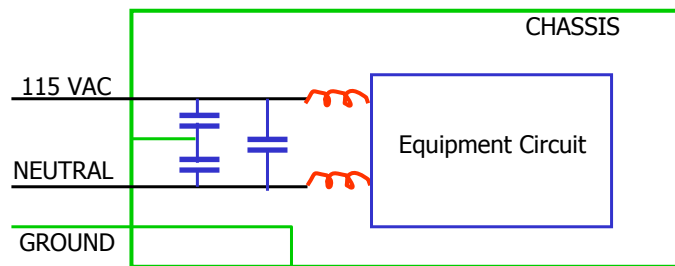 CHASSIS
115 VAC
Equipment Circuit
NEUTRAL
GROUND